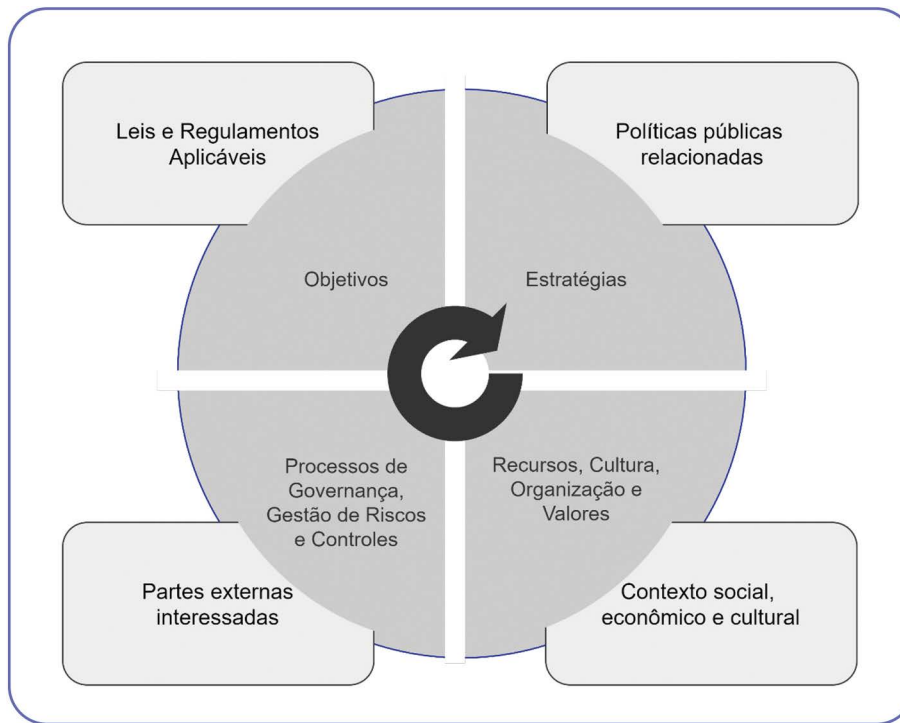 Leis e Regulamentos
Aplicáveis
Políticas públicas
relacionadas
Objetivos
Estratégias
Processos de
Governança,
Gestão de Riscos
e Controles
Recursos, Cultura,
Organização e
Valores
Partes externas
interessadas
Contexto social,
econômico e cultural